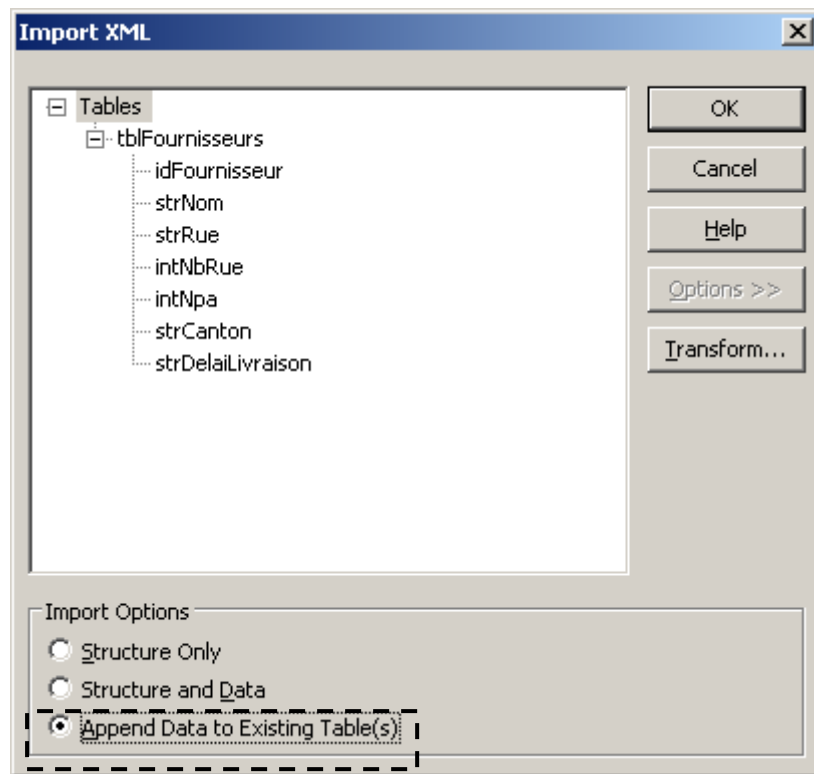 Import XML
Tables
tblFournisseurs
idFournisseur
strNom
strRue
intNbRue
intNpa
strCanton
strDelaiLivraison
OK
Cancel
Help
Options >>
Transform...
Import Options
Structure Only
Structure and Data
Append Data to Existing Table(s)